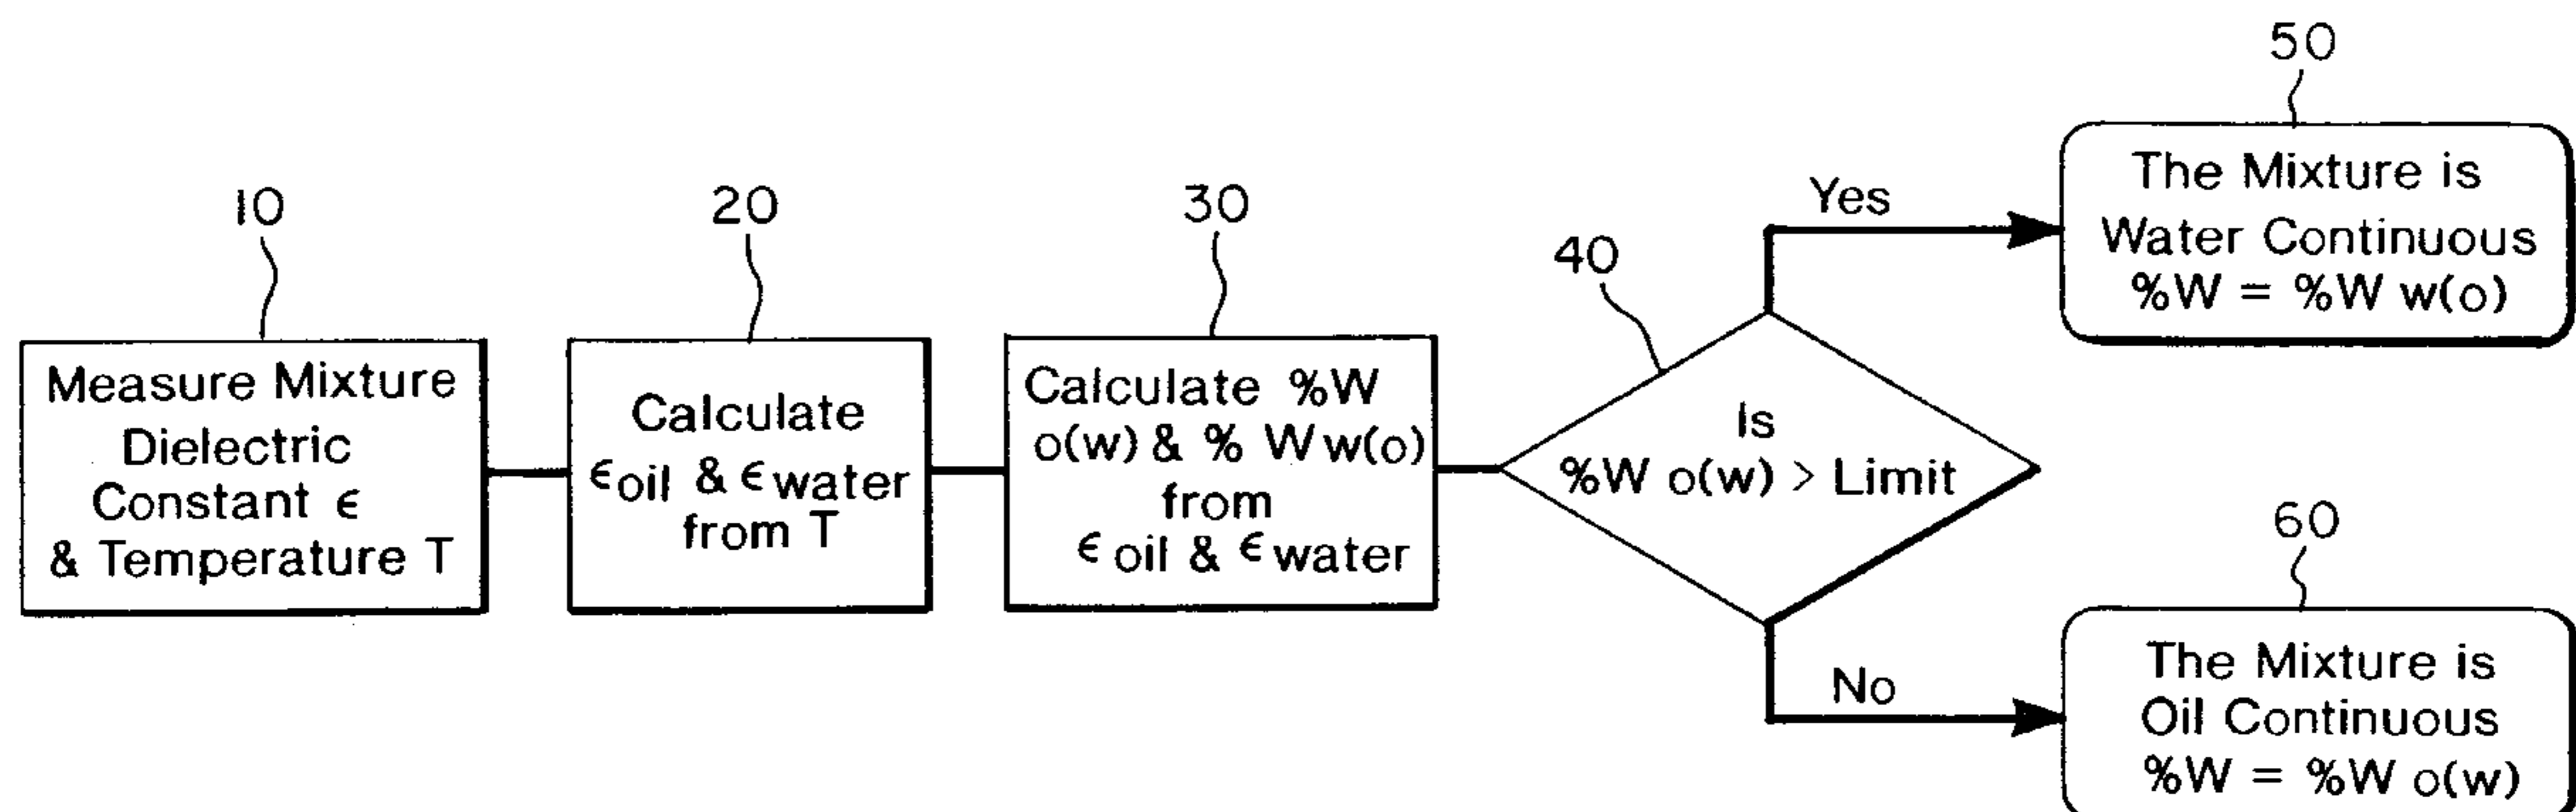 10
Measure Mixture
Dielectric
Constant ϵ
& Temperature T
20
Calculate
ϵoil & ϵwater
from T
30
Calculate %W
o(w) & % W w(o)
from
ϵ oil & ϵ water
40
Is
%W o(w) > Limit
Yes
50
The Mixture is
Water Continuous
%W = %W w(o)
No
60
The Mixture is
Oil Continuous
%W = %W o(w)